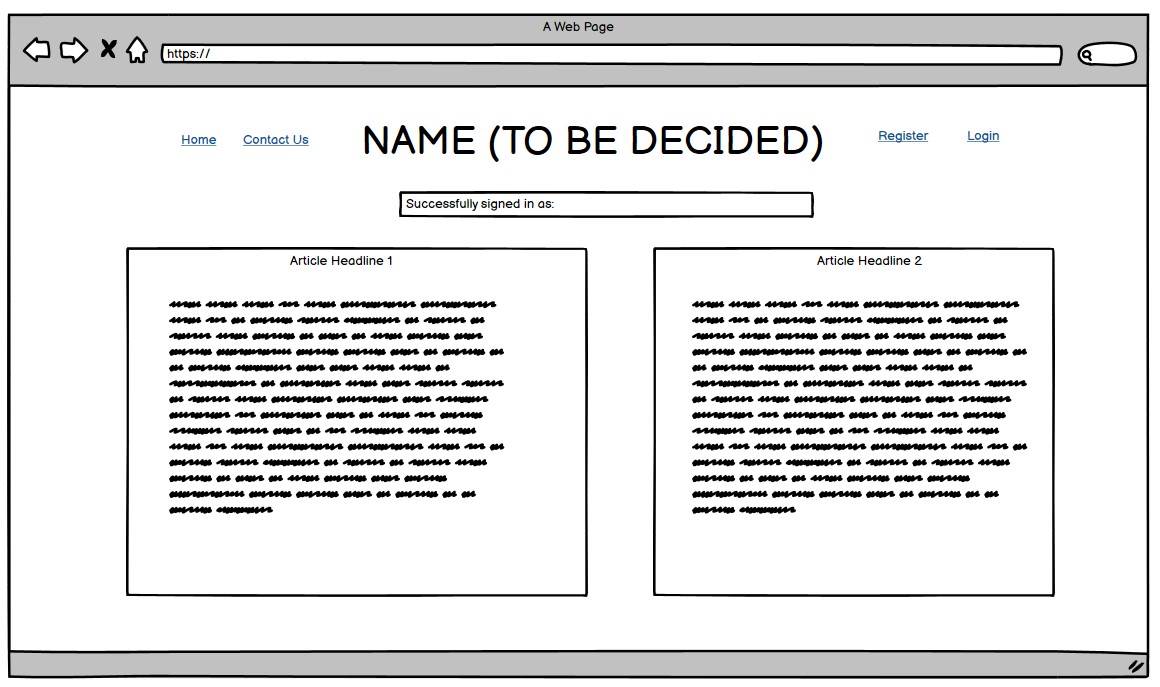 A Web Page
https://
Home Contact Us NAME (TO BE DECIDED) Register Login
Successfully signed in as:
Article Headline 1 Article Headline 2